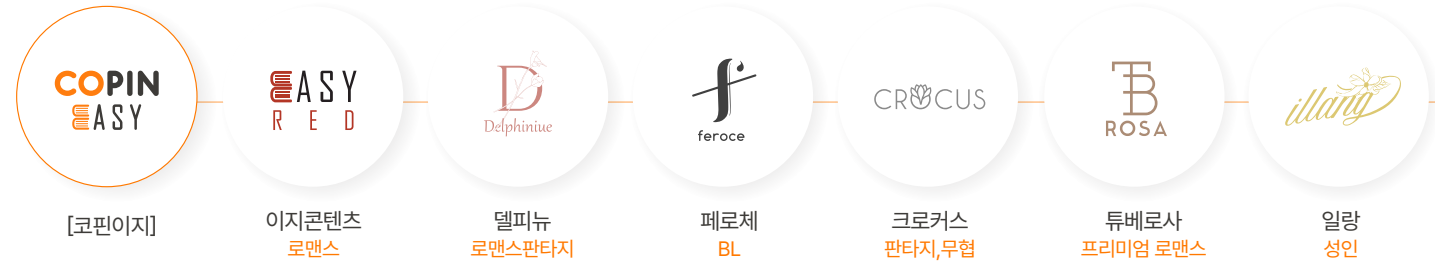 COPIN
EASY
[코핀이지]
EASY
RED
이지콘텐츠
로맨스
D
Delphiniue
델피뉴
로맨스판타지
f
feroce
페로체
BL
CROCUS
크로커스
판타지,무협
TB
ROSA
튜베로사
프리미엄 로맨스
illang
일랑
성인